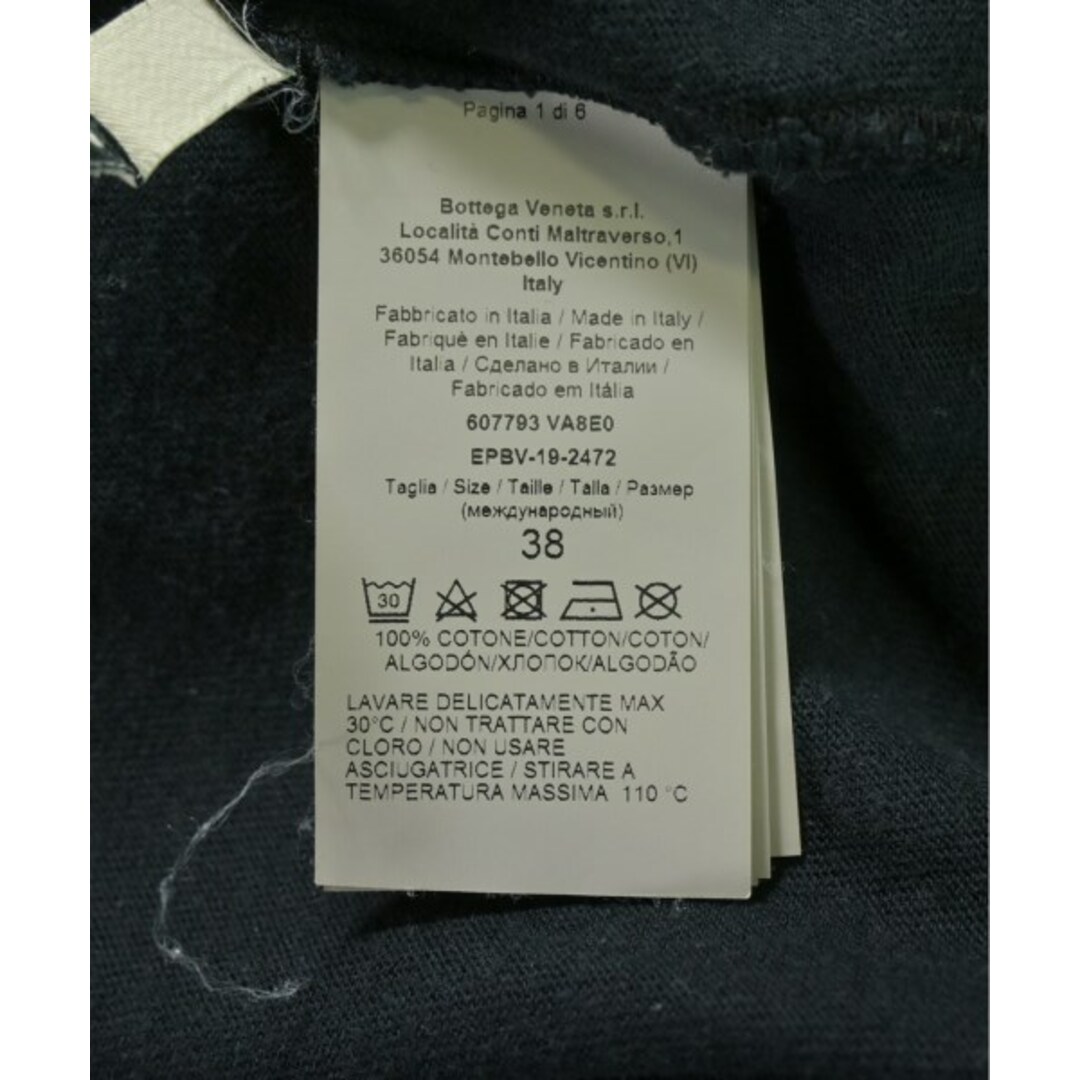 Pagina 1 di 6
Bottega Veneta s.r.l.
Località Conti Maltraverso,1
36054 Montebello Vicentino (VI)
Italy
Fabbricato in Italia / Made in Italy /
Fabriquè en Italie / Fabricado en
Italia / Сделано в Италии /
Fabricado em Itália
607793 VA8E0
EPBV-19-2472
Taglia / Size / Taille / Talla / Размер
(международный)
38
30
100% COTONE/COTTON/COTON/
ALGODÓN/ХЛОПОК/ALGODÃO
LAVARE DELICATAMENTE MAX
30°C / NON TRATTARE CON
CLORO / NON USARE
ASCIUGATRICE / STIRARE A
TEMPERATURA MASSIMA 110 °C